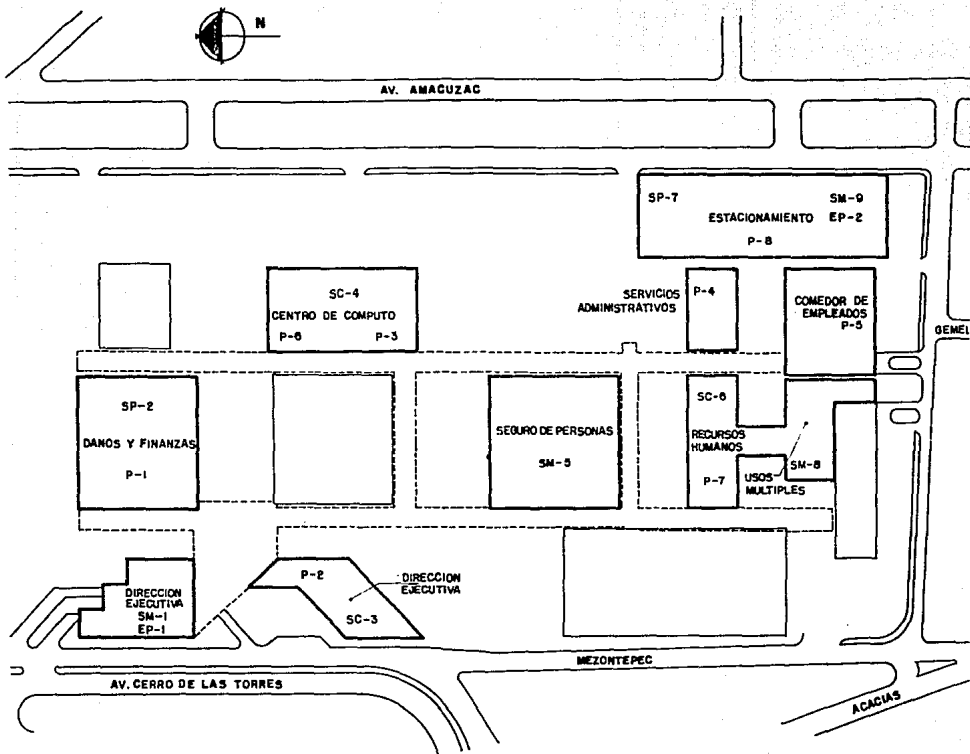 N
AV. AMACUZAC
SP-7
SM-9
ESTACIONAMIENTO
EP-2
P-8
SC-4
CENTRO DE COMPUTO
P-6
P-3
SERVICIOS
ADMINISTRATIVOS
P-4
COMEDOR DE
EMPLEADOS
P-5
GEMEL
SP-2
DANOS Y FINANZAS
P-1
SEGURO DE PERSONAS
SM-5
SC-6
RECURSOS
HUMANOS
P-7
SM-8
USOS
MULTIPLES
DIRECCION
EJECUTIVA
SM-1
EP-1
P-2
SC-3
DIRECCION
EJECUTIVA
MEZONTEPEC
AV. CERRO DE LAS TORRES
ACACIAS